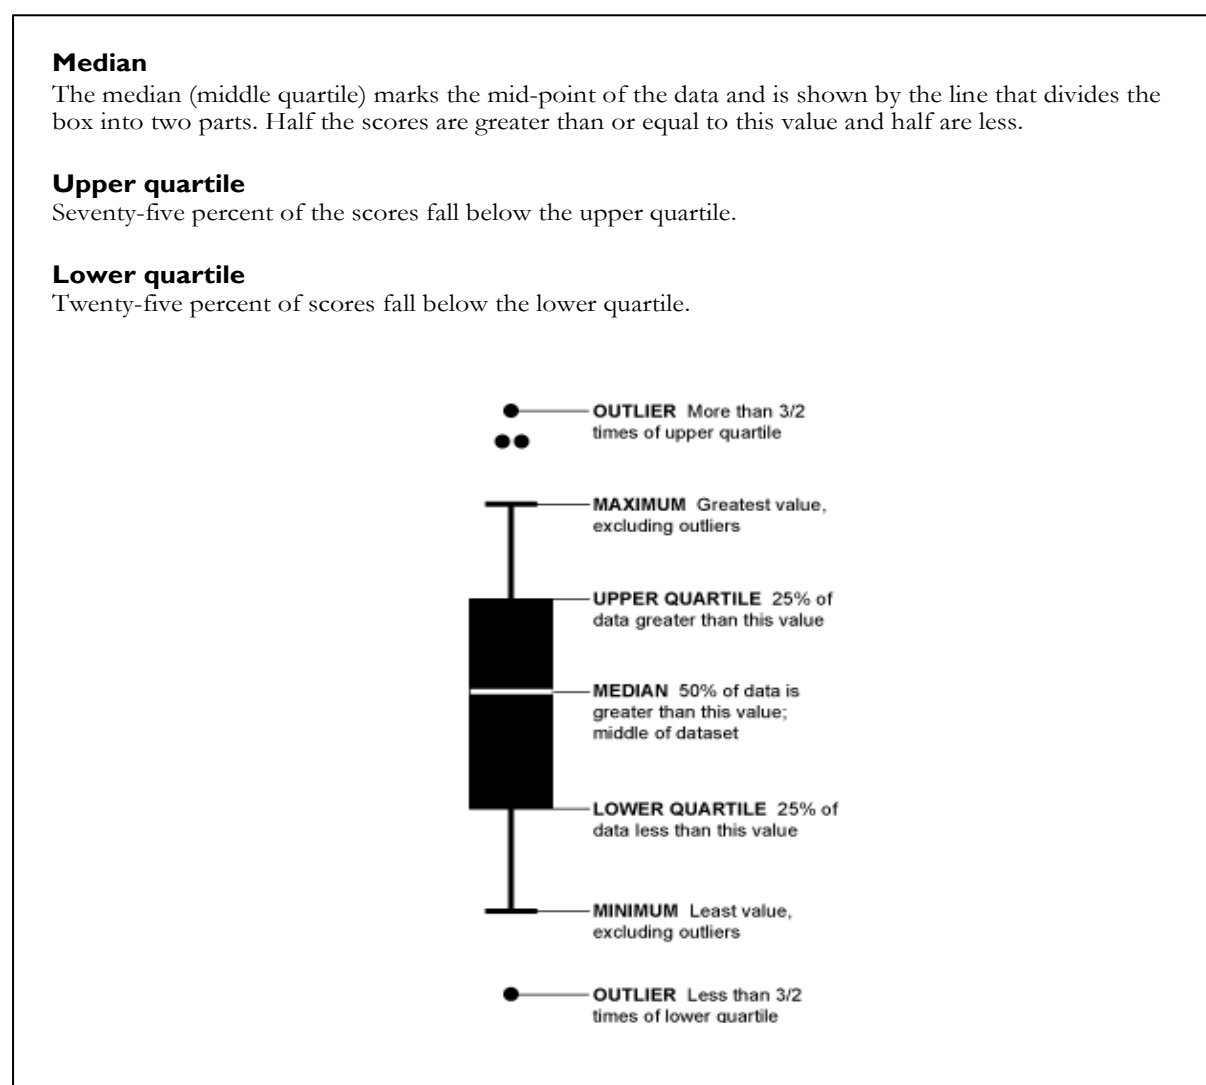 Median
The median (middle quartile) marks the mid-point of the data and is shown by the line that divides the
box into two parts. Half the scores are greater than or equal to this value and half are less.
Upper quartile
Seventy-five percent of the scores fall below the upper quartile.
Lower quartile
Twenty-five percent of scores fall below the lower quartile.
OUTLIER More than 3/2
times of upper quartile
MAXIMUM Greatest value,
excluding outliers
UPPER QUARTILE 25% of
data greater than this value
MEDIAN 50% of data is
greater than this value;
middle of dataset
LOWER QUARTILE 25% of
data less than this value
MINIMUM Least value,
excluding outliers
OUTLIER Less than 3/2
times of lower quartile